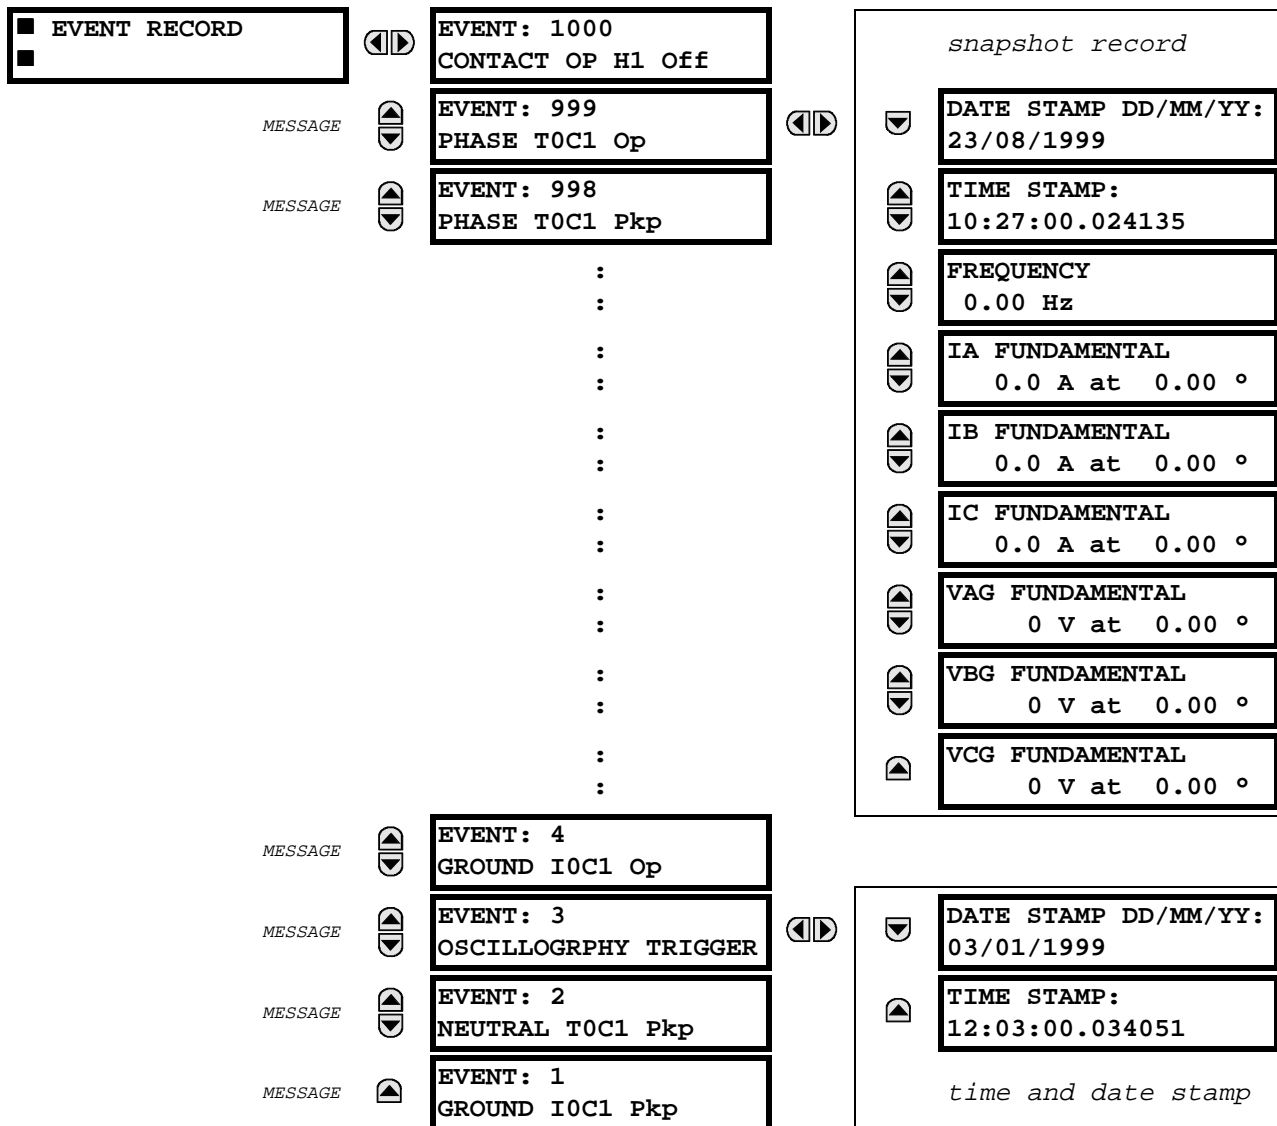 EVENT RECORD
EVENT: 1000
CONTACT OP H1 Off
MESSAGE
EVENT: 999
PHASE T0C1 Op
MESSAGE
EVENT: 998
PHASE T0C1 Pkp
:
:
:
:
:
:
:
:
:
:
:
:
:
:
MESSAGE
EVENT: 4
GROUND I0C1 Op
MESSAGE
EVENT: 3
OSCILLOGRPHY TRIGGER
MESSAGE
EVENT: 2
NEUTRAL T0C1 Pkp
MESSAGE
EVENT: 1
GROUND I0C1 Pkp
snapshot record
DATE STAMP DD/MM/YY:
23/08/1999
TIME STAMP:
10:27:00.024135
FREQUENCY
0.00 Hz
IA FUNDAMENTAL
0.0 A at 0.00 º
IB FUNDAMENTAL
0.0 A at 0.00 º
IC FUNDAMENTAL
0.0 A at 0.00 º
VAG FUNDAMENTAL
0 V at 0.00 º
VBG FUNDAMENTAL
0 V at 0.00 º
VCG FUNDAMENTAL
0 V at 0.00 º
DATE STAMP DD/MM/YY:
03/01/1999
TIME STAMP:
12:03:00.034051
time and date stamp